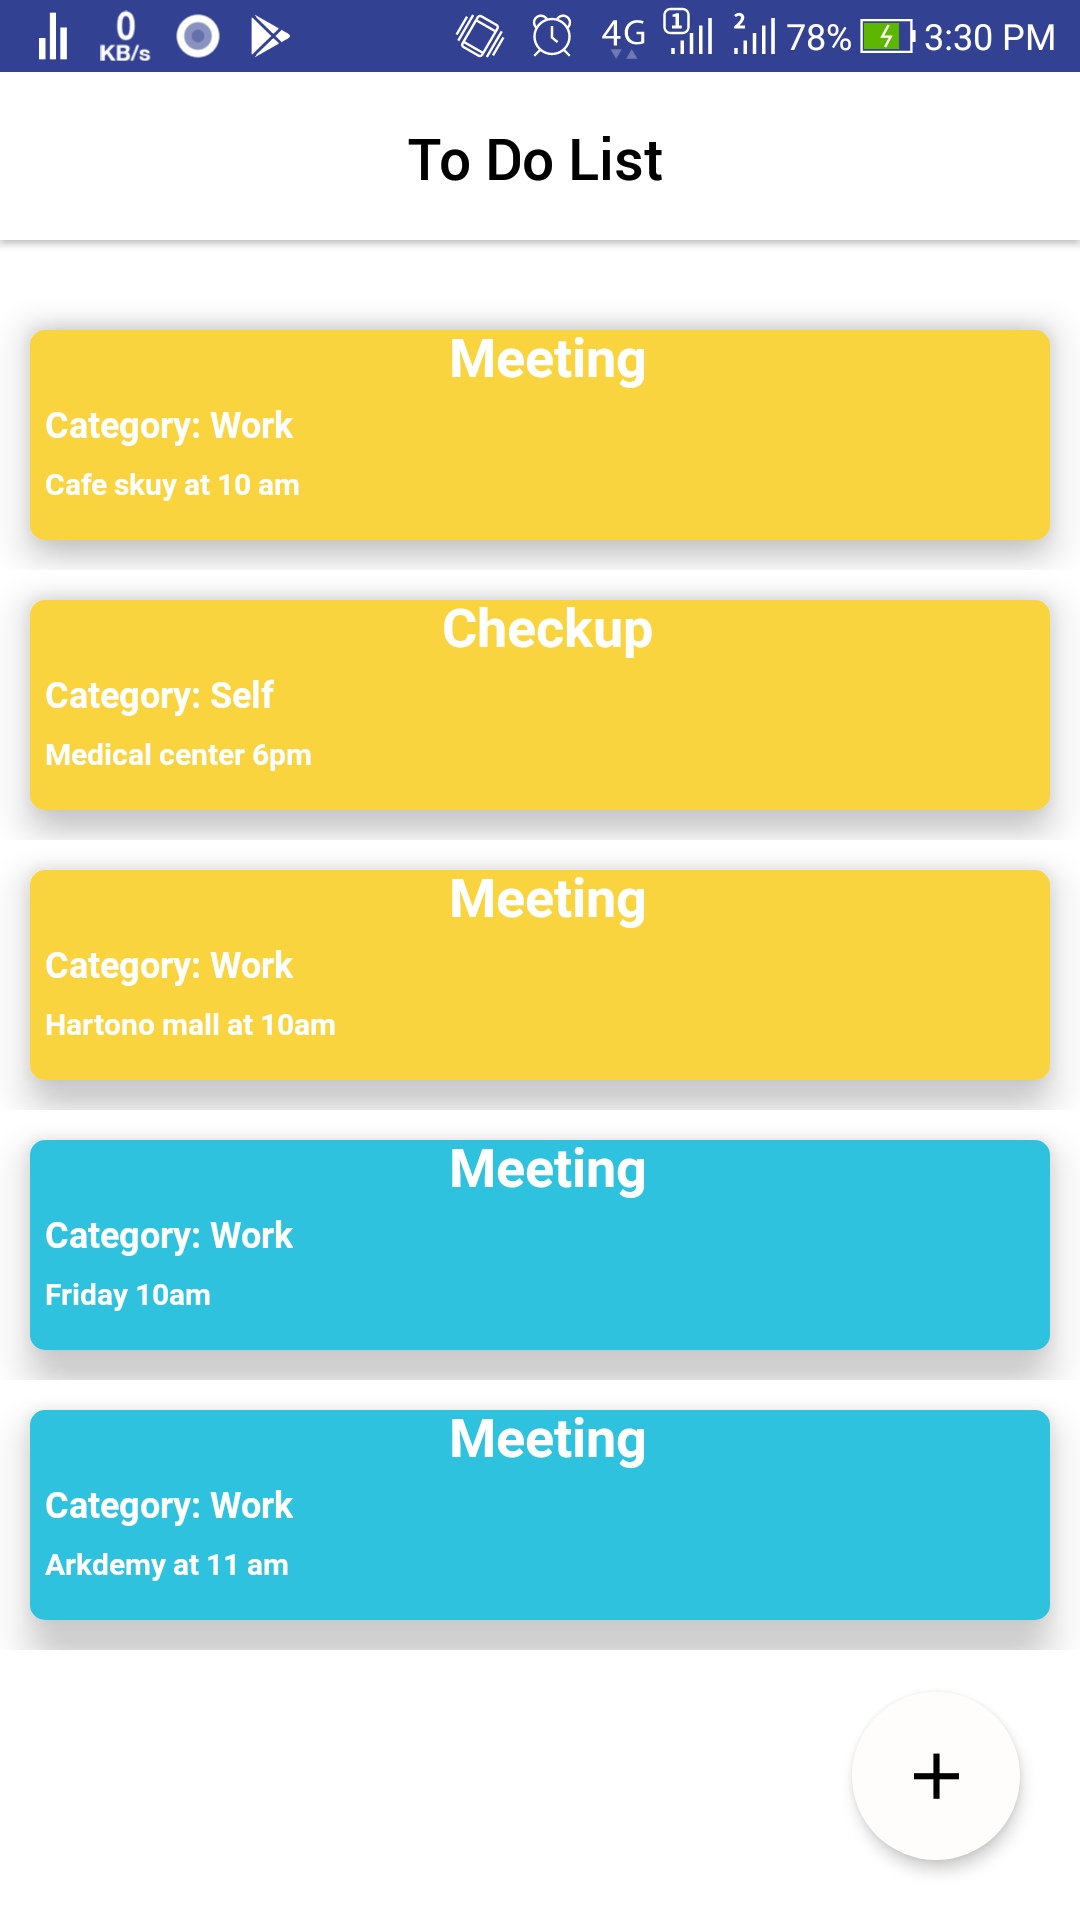 0 KB/s 4G 1 2 78% 3:30 PM
To Do List
Meeting
Category: Work
Cafe skuy at 10 am
Checkup
Category: Self
Medical center 6pm
Meeting
Category: Work
Hartono mall at 10am
Meeting
Category: Work
Friday 10am
Meeting
Category: Work
Arkdemy at 11 am
+